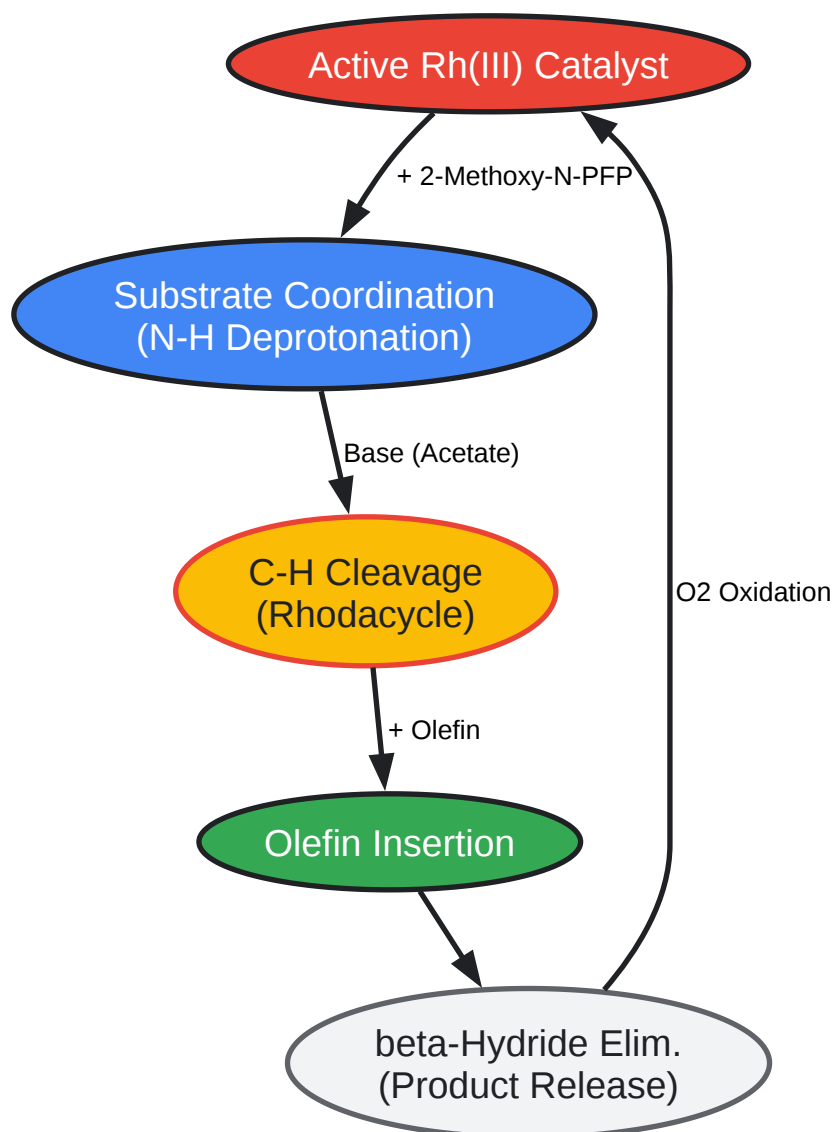 Active Rh(III) Catalyst
+ 2-Methoxy-N-PFP
Substrate Coordination
(N-H Deprotonation)
Base (Acetate)
C-H Cleavage
(Rhodacycle)
O2 Oxidation
+ Olefin
Olefin Insertion
beta-Hydride Elim.
(Product Release)